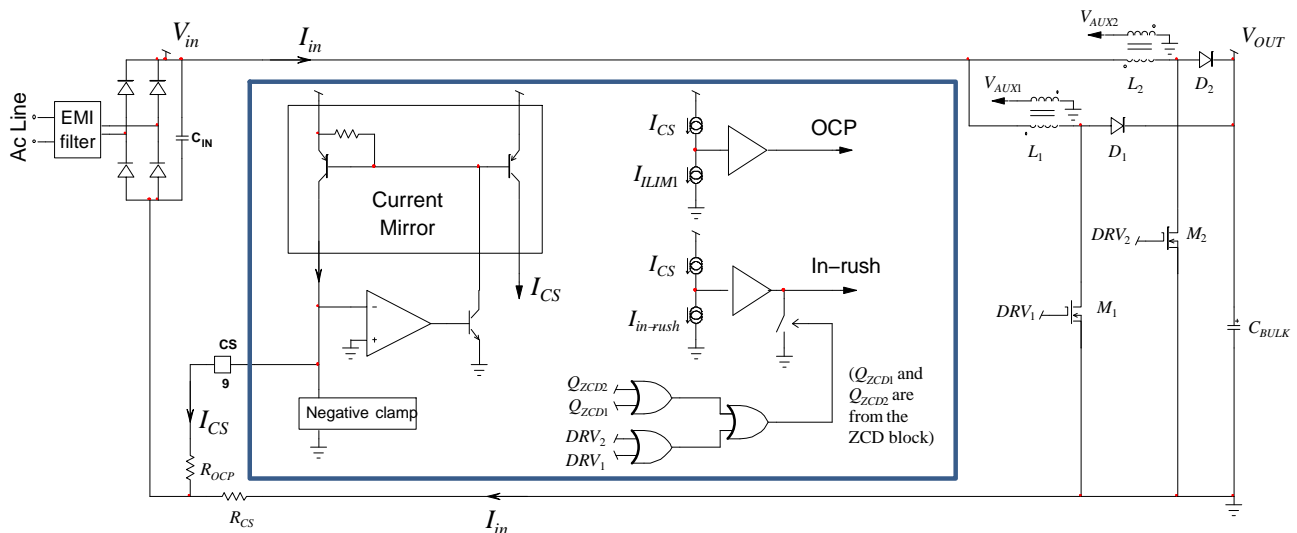 V_in
I_in
V_AUX2
V_OUT
L_2
D_2
Ac Line
EMI
filter
C_IN
V_AUX1
L_1
D_1
I_CS
OCP
I_ILIM1
Current
Mirror
I_CS
I_CS
In−rush
I_in−rush
DRV_2
M_2
DRV_1
M_1
C_BULK
−
+
+
CS
9
I_CS
Negative clamp
R_OCP
Q_ZCD2
Q_ZCD1
DRV_2
DRV_1
(Q_ZCD1 and
Q_ZCD2 are
from the
ZCD block)
R_CS
I_in